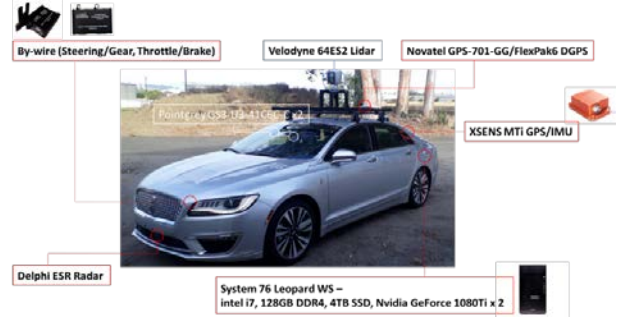 By-wire (Steering/Gear, Throttle/Brake)
Velodyne 64ES2 Lidar
Novatel GPS-701-GG/FlexPak6 DGPS
XSENS MTi GPS/IMU
Delphi ESR Radar
System 76 Leopard WS –
intel i7, 128GB DDR4, 4TB SSD, Nvidia GeForce 1080Ti x 2